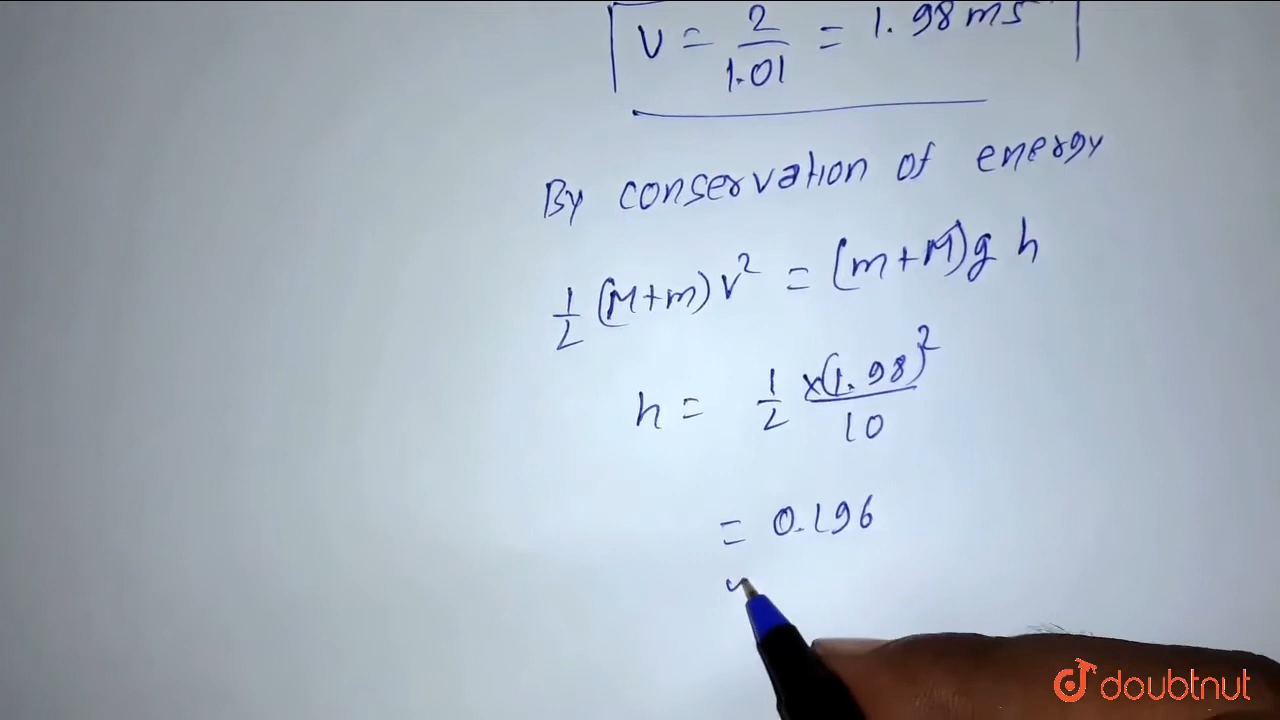 V = 2/1.01 = 1.98 ms
By conservation of energy
1/2 (M+m) V² = (m+M)g h
h = 1/2 ×(1.98)²/10
= 0.196
doubtnut